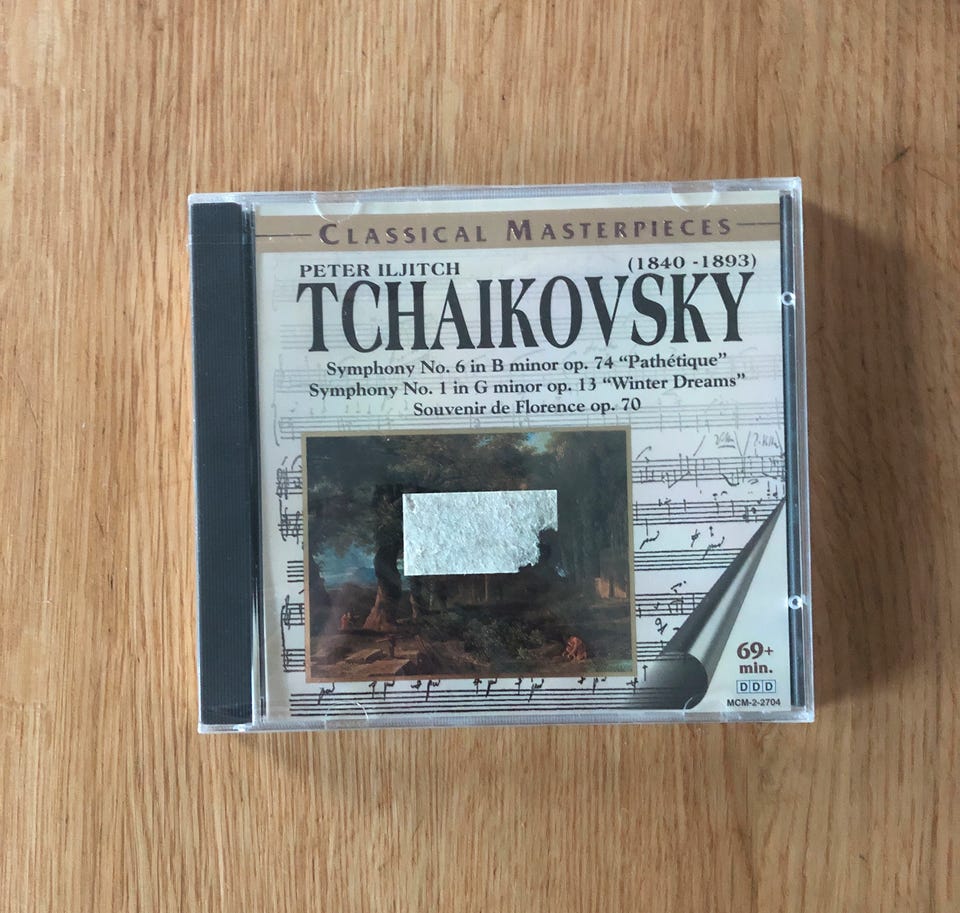 CLASSICAL MASTERPIECES
PETER ILJITCH
(1840 -1893)
TCHAIKOVSKY
Symphony No. 6 in B minor op. 74 “Pathétique”
Symphony No. 1 in G minor op. 13 “Winter Dreams”
Souvenir de Florence op. 70
69+
min.
DDD
MCM-2-2704